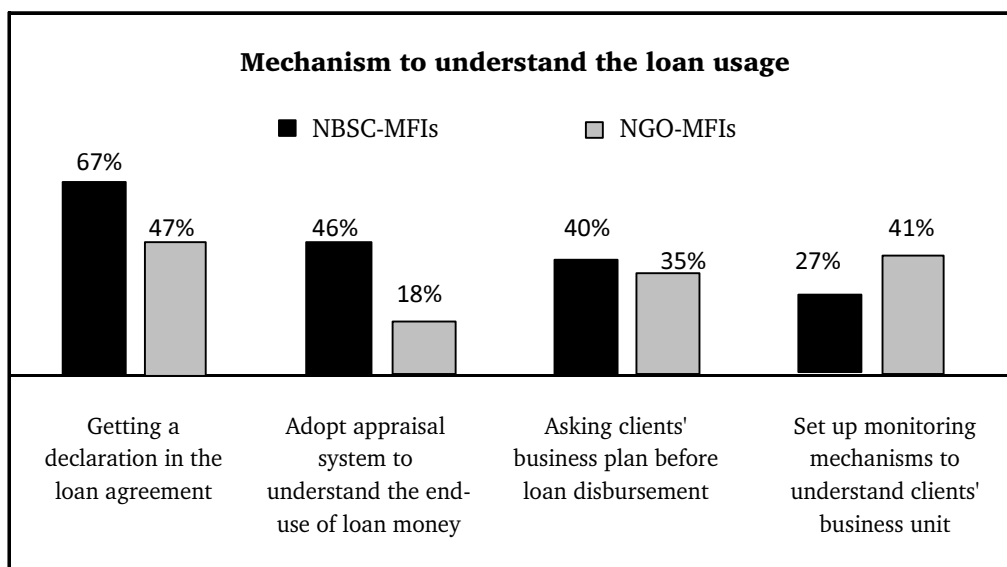 Mechanism to understand the loan usage
NBSC-MFIs NGO-MFIs
67%
47%
46%
18%
40%
35%
27%
41%
Getting a
declaration in the
loan agreement
Adopt appraisal
system to
understand the end-
use of loan money
Asking clients'
business plan before
loan disbursement
Set up monitoring
mechanisms to
understand clients'
business unit